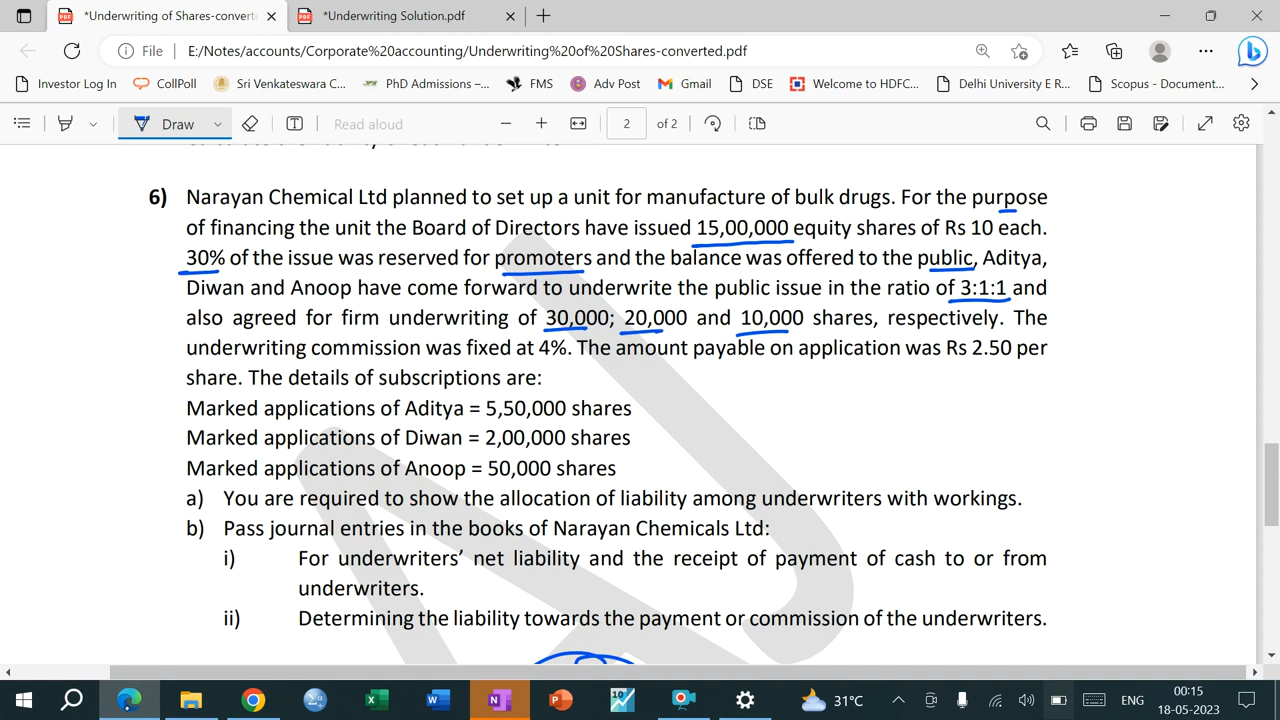 *Underwriting of Shares-converte
*Underwriting Solution.pdf
File
E:/Notes/accounts/Corporate%20accounting/Underwriting%20of%20Shares-converted.pdf
Investor Log In
CollPoll
Sri Venkateswara C...
PhD Admissions –...
FMS
Adv Post
Gmail
DSE
Welcome to HDFC...
Delhi University E R...
Scopus - Document...
Draw
Read aloud
2
of 2
6) Narayan Chemical Ltd planned to set up a unit for manufacture of bulk drugs. For the purpose
of financing the unit the Board of Directors have issued 15,00,000 equity shares of Rs 10 each.
30% of the issue was reserved for promoters and the balance was offered to the public, Aditya,
Diwan and Anoop have come forward to underwrite the public issue in the ratio of 3:1:1 and
also agreed for firm underwriting of 30,000; 20,000 and 10,000 shares, respectively. The
underwriting commission was fixed at 4%. The amount payable on application was Rs 2.50 per
share. The details of subscriptions are:
Marked applications of Aditya = 5,50,000 shares
Marked applications of Diwan = 2,00,000 shares
Marked applications of Anoop = 50,000 shares
a) You are required to show the allocation of liability among underwriters with workings.
b) Pass journal entries in the books of Narayan Chemicals Ltd:
i) For underwriters’ net liability and the receipt of payment of cash to or from
underwriters.
ii) Determining the liability towards the payment or commission of the underwriters.
31°C
ENG
00:15
18-05-2023